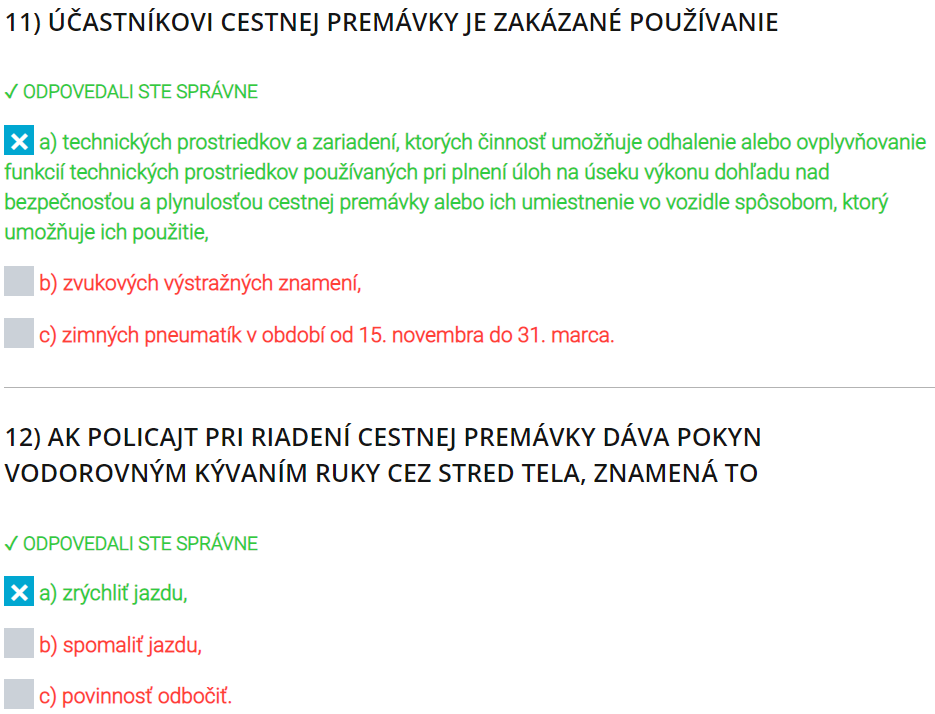 11) ÚČASTNÍKOVI CESTNEJ PREMÁVKY JE ZAKÁZANÉ POUŽÍVANIE
✓ ODPOVEDALI STE SPRÁVNE
a) technických prostriedkov a zariadení, ktorých činnosť umožňuje odhalenie alebo ovplyvňovanie
funkcií technických prostriedkov používaných pri plnení úloh na úseku výkonu dohľadu nad
bezpečnosťou a plynulosťou cestnej premávky alebo ich umiestnenie vo vozidle spôsobom, ktorý
umožňuje ich použitie,
b) zvukových výstražných znamení,
c) zimných pneumatík v období od 15. novembra do 31. marca.
12) AK POLICAJT PRI RIADENÍ CESTNEJ PREMÁVKY DÁVA POKYN
VODOROVNÝM KÝVANÍM RUKY CEZ STRED TELA, ZNAMENÁ TO
✓ ODPOVEDALI STE SPRÁVNE
a) zrýchliť jazdu,
b) spomaliť jazdu,
c) povinnosť odbočiť.